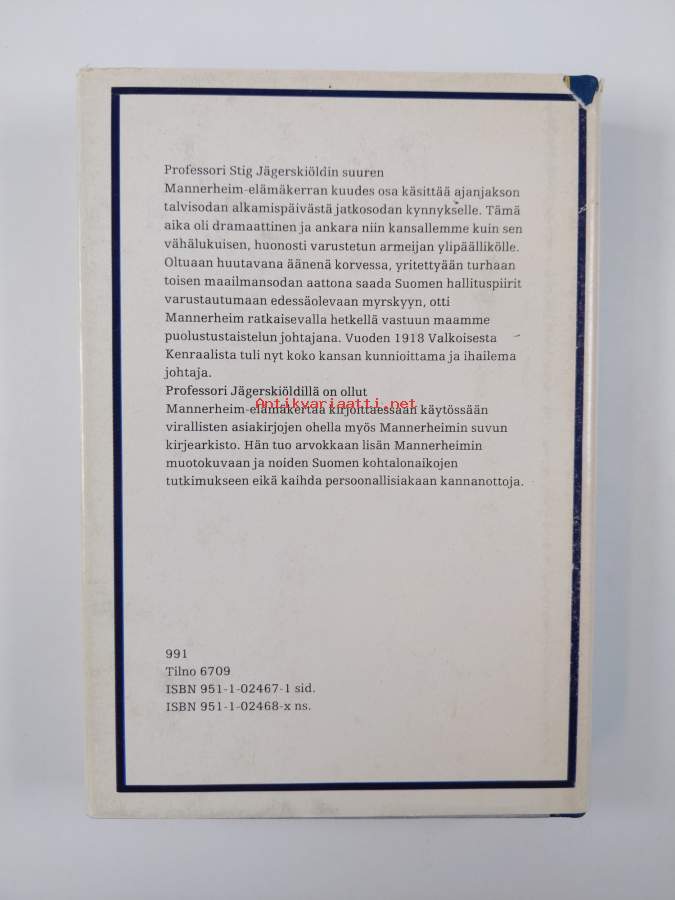 Professori Stig Jägerskiöldin suuren
Mannerheim-elämäkerran kuudes osa käsittää ajanjakson
talvisodan alkamispäivästä jatkosodan kynnykselle. Tämä
aika oli dramaattinen ja ankara niin kansallemme kuin sen
vähälukuisen, huonosti varustetun armeijan ylipäällikölle.
Oltuaan huutavana äänenä korvessa, yritettyään turhaan
toisen maailmansodan aattona saada Suomen hallituspiirit
varustautumaan edessäolevaan myrskyyn, otti
Mannerheim ratkaisevalla hetkellä vastuun maamme
puolustustaistelun johtajana. Vuoden 1918 Valkoisesta
Kenraalista tuli nyt koko kansan kunnioittama ja ihailema
johtaja.
Professori Jägerskiöldillä on ollut
Antikvariaatti.net
Mannerheim-elämäkertaa kirjoittaessaan käytössään
virallisten asiakirjojen ohella myös Mannerheimin suvun
kirjearkisto. Hän tuo arvokkaan lisän Mannerheimin
muotokuvaan ja noiden Suomen kohtalonaikojen
tutkimukseen eikä kaihda persoonallisiakaan kannanottoja.
991
Tilno 6709
ISBN 951-1-02467-1 sid.
ISBN 951-1-02468-x ns.